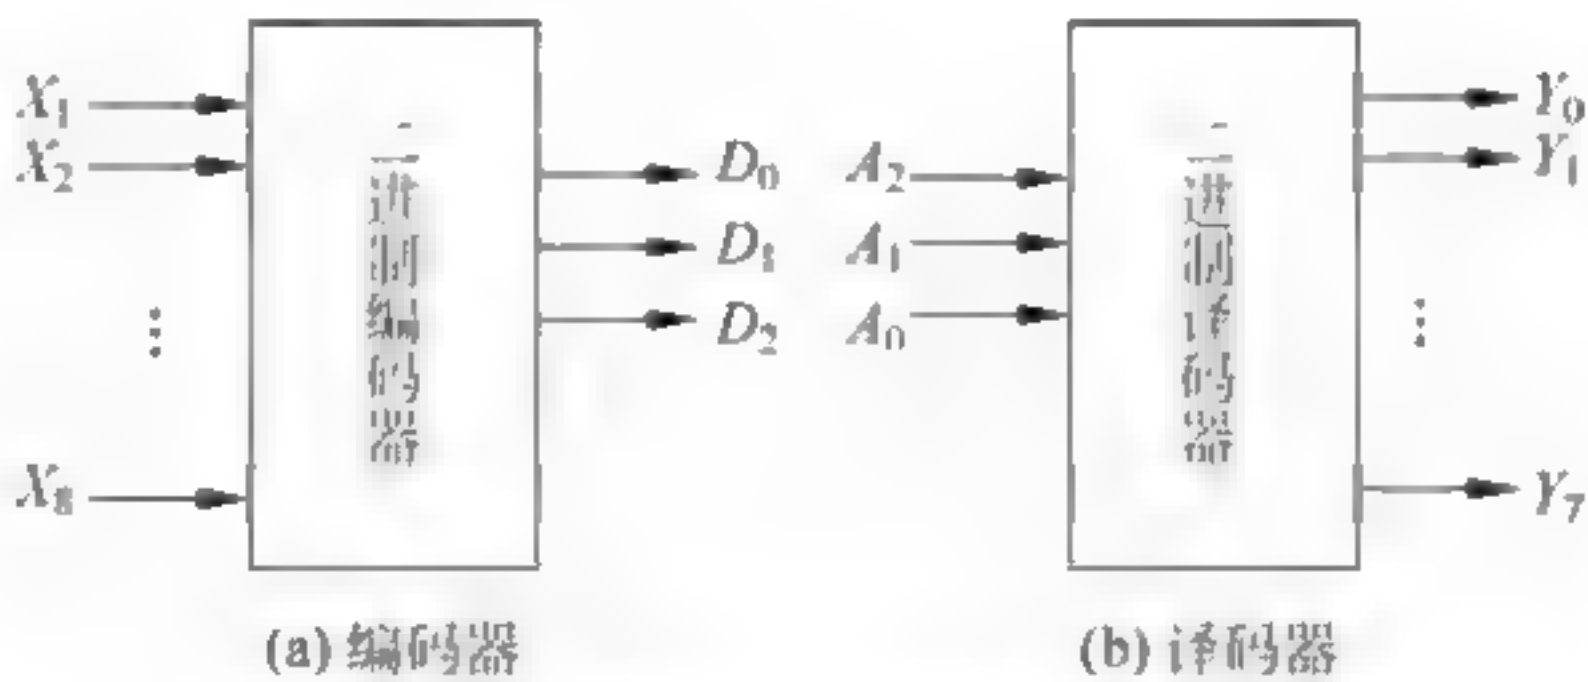 X₁
X₂
⋮
X₈
二进制编码器
D₀
D₁
D₂
(a) 编码器
A₂
A₁
A₀
二进制译码器
Y₀
Y₁
⋮
Y₇
(b) 译码器